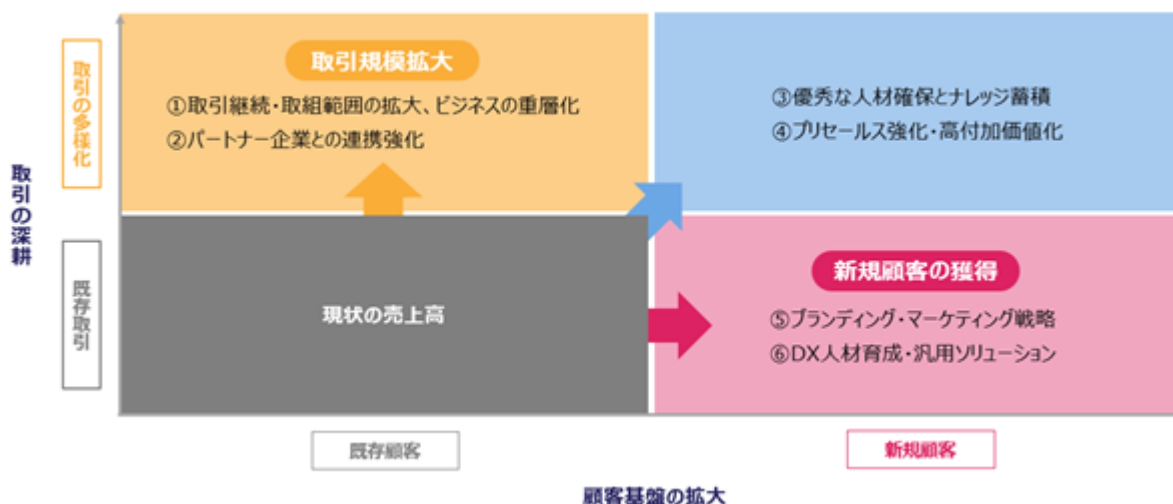 取引の深耕
取引の多様化
取引規模拡大
①取引継続・取組範囲の拡大、ビジネスの重層化
②パートナー企業との連携強化
③優秀な人材確保とナレッジ蓄積
④プリセールス強化・高付加価値化
既存取引
現状の売上高
新規顧客の獲得
⑤ブランディング・マーケティング戦略
⑥DX人材育成・汎用ソリューション
既存顧客
新規顧客
顧客基盤の拡大